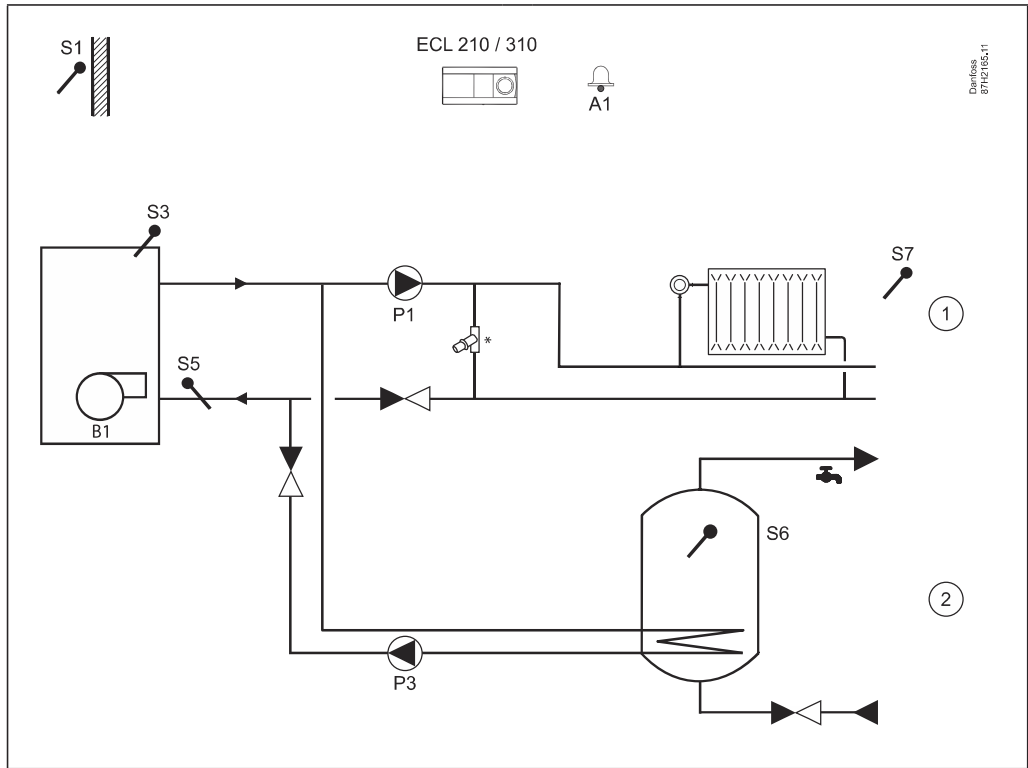 S1
ECL 210 / 310
A1
Danfoss
87H2165.11
S3
S7
P1
1
*
S5
B1
S6
2
P3